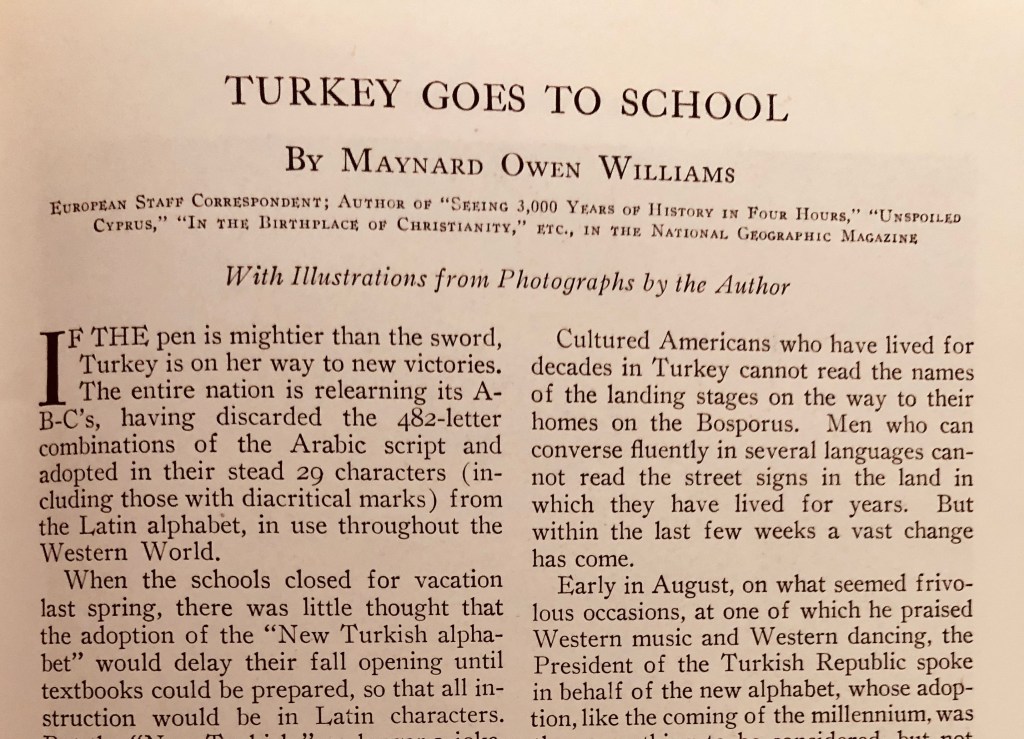 TURKEY GOES TO SCHOOL
By Maynard Owen Williams
European Staff Correspondent; Author of "Seeing 3,000 Years of History in Four Hours," "Unspoiled
Cyprus," "In the Birthplace of Christianity," etc., in the National Geographic Magazine
With Illustrations from Photographs by the Author
IF THE pen is mightier than the sword,
Turkey is on her way to new victories.
The entire nation is relearning its A-
B-C's, having discarded the 482-letter
combinations of the Arabic script and
adopted in their stead 29 characters (in-
cluding those with diacritical marks) from
the Latin alphabet, in use throughout the
Western World.
When the schools closed for vacation
last spring, there was little thought that
the adoption of the "New Turkish alpha-
bet" would delay their fall opening until
textbooks could be prepared, so that all in-
struction would be in Latin characters.
Cultured Americans who have lived for
decades in Turkey cannot read the names
of the landing stages on the way to their
homes on the Bosporus. Men who can
converse fluently in several languages can-
not read the street signs in the land in
which they have lived for years. But
within the last few weeks a vast change
has come.
Early in August, on what seemed frivo-
lous occasions, at one of which he praised
Western music and Western dancing, the
President of the Turkish Republic spoke
in behalf of the new alphabet, whose adop-
tion, like the coming of the millennium, was